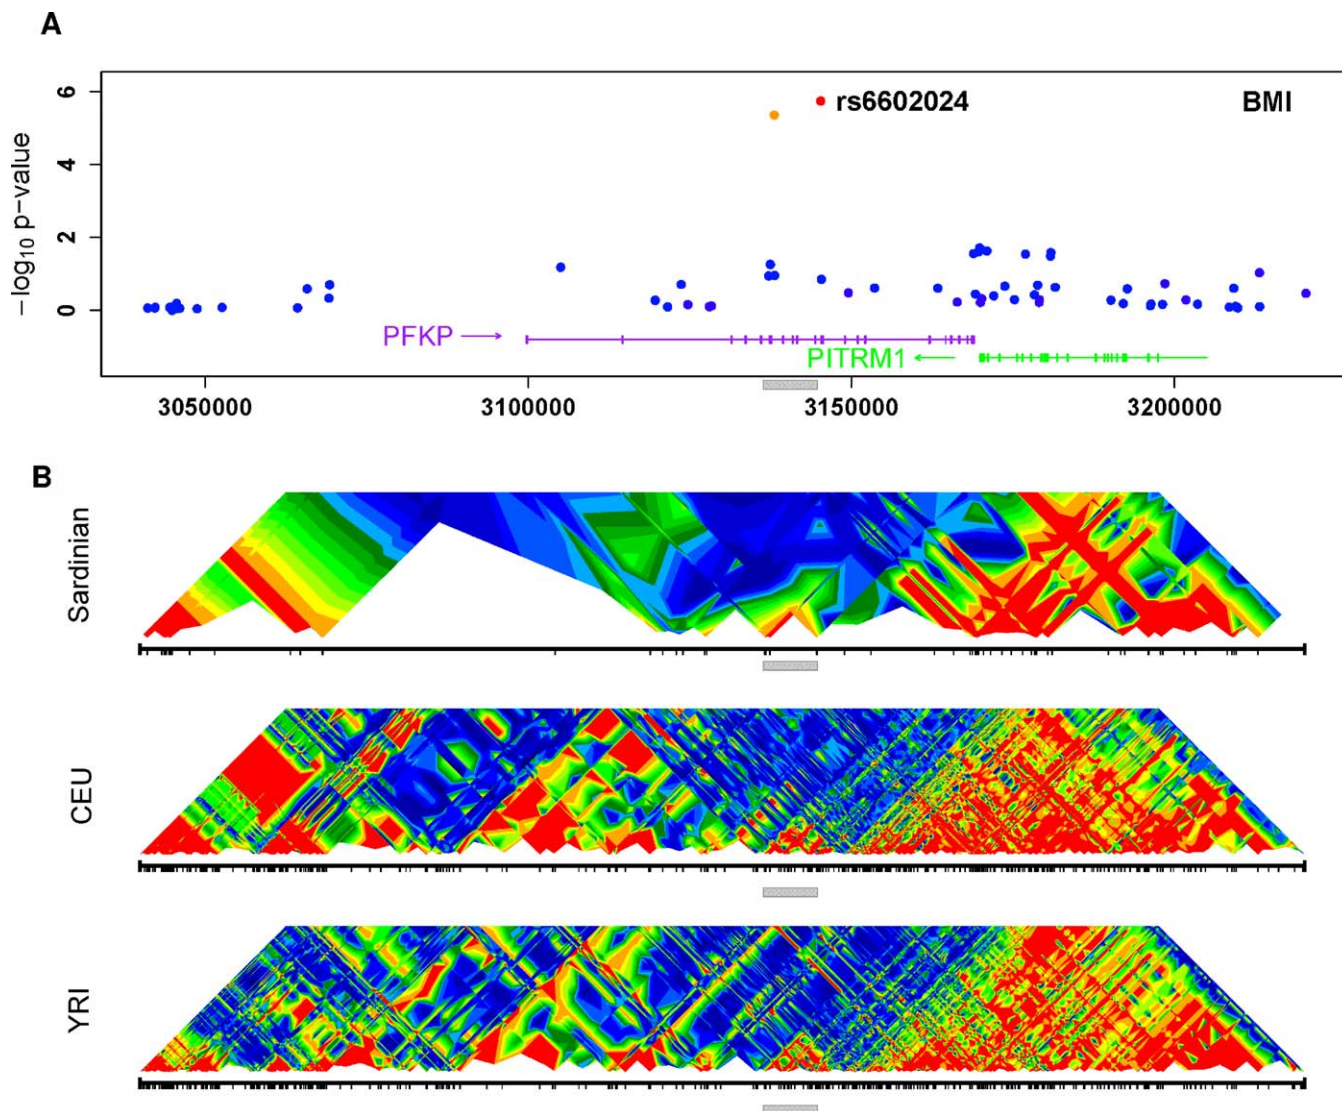 A
6
4
2
0
−log10 p−value
rs6602024
BMI
PFKP
PITRM1
3050000
3100000
3150000
3200000
B
Sardinian
CEU
YRI